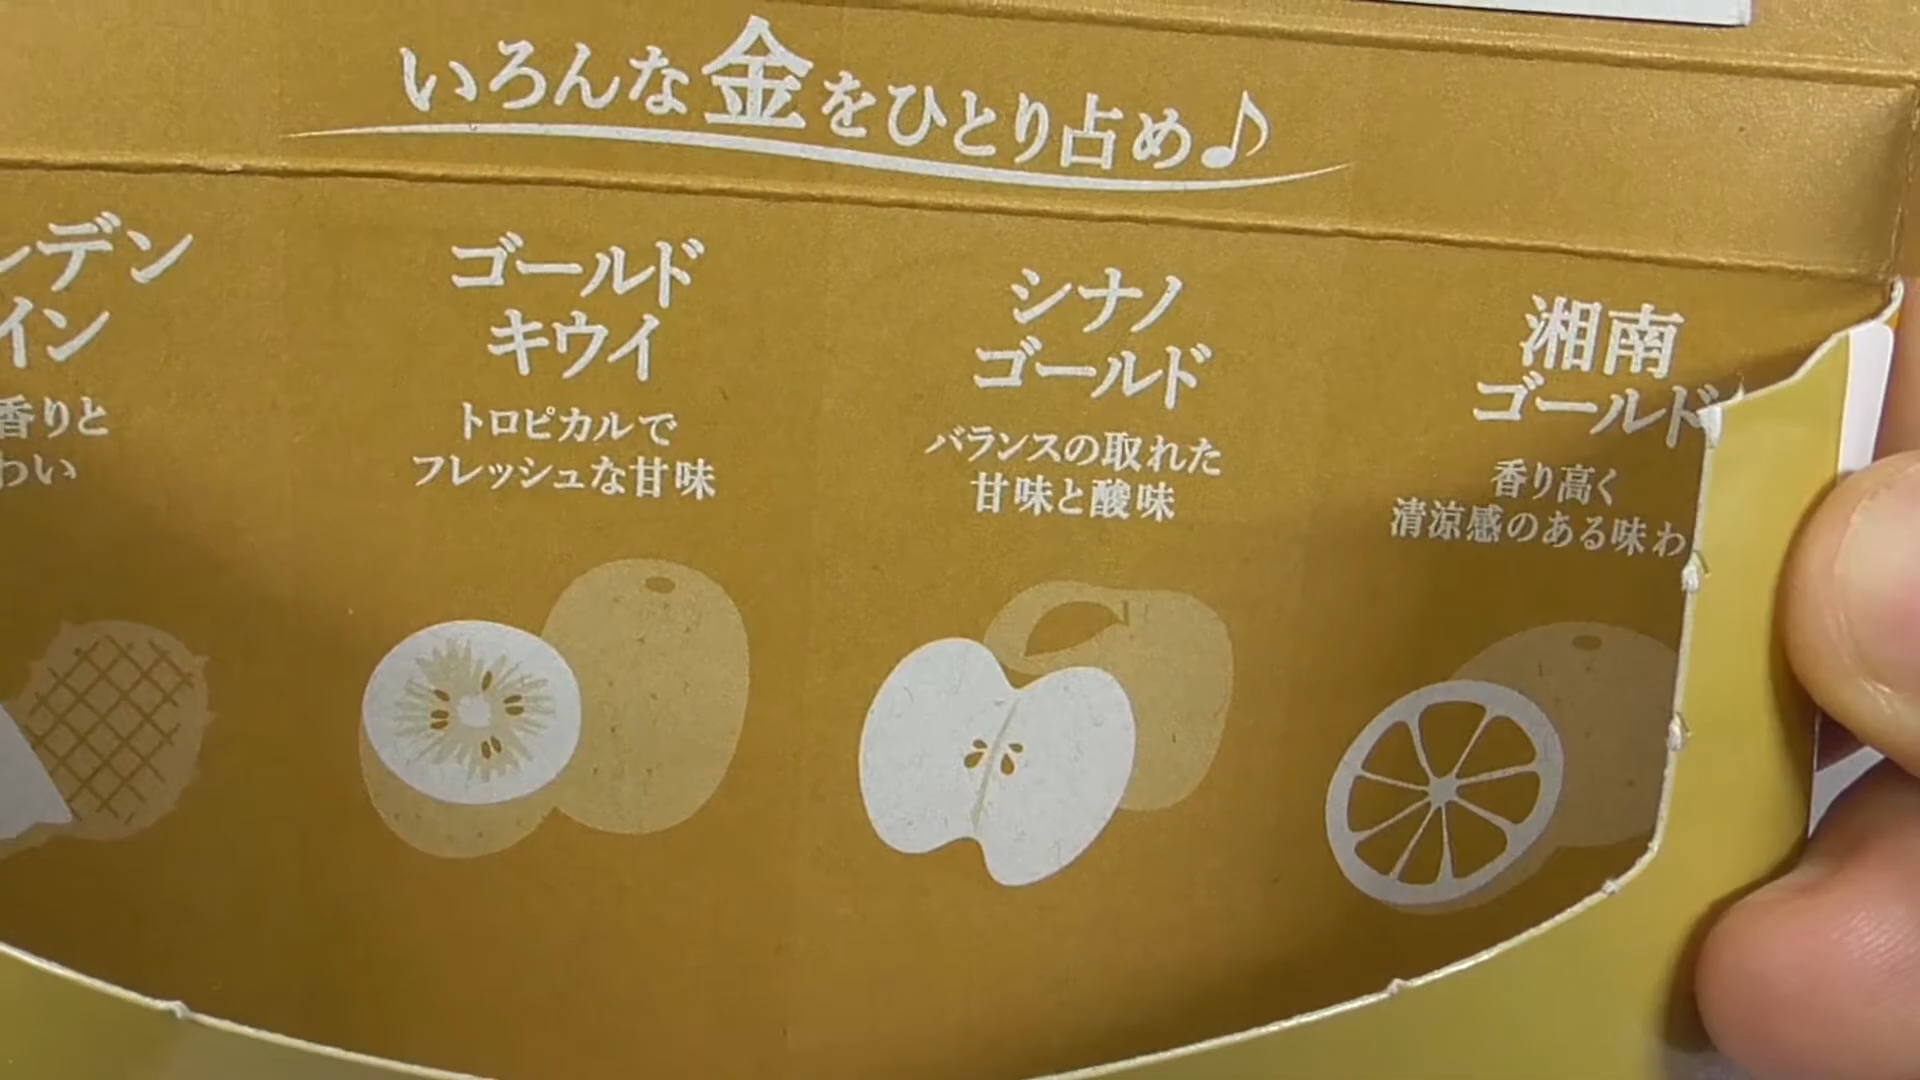 いろんな金をひとり占め♪
デン
イン
香りと
わい
ゴールド
キウイ
トロピカルで
フレッシュな甘味
シナノ
ゴールド
バランスの取れた
甘味と酸味
湘南
ゴールド
香り高く
清涼感のある味わ